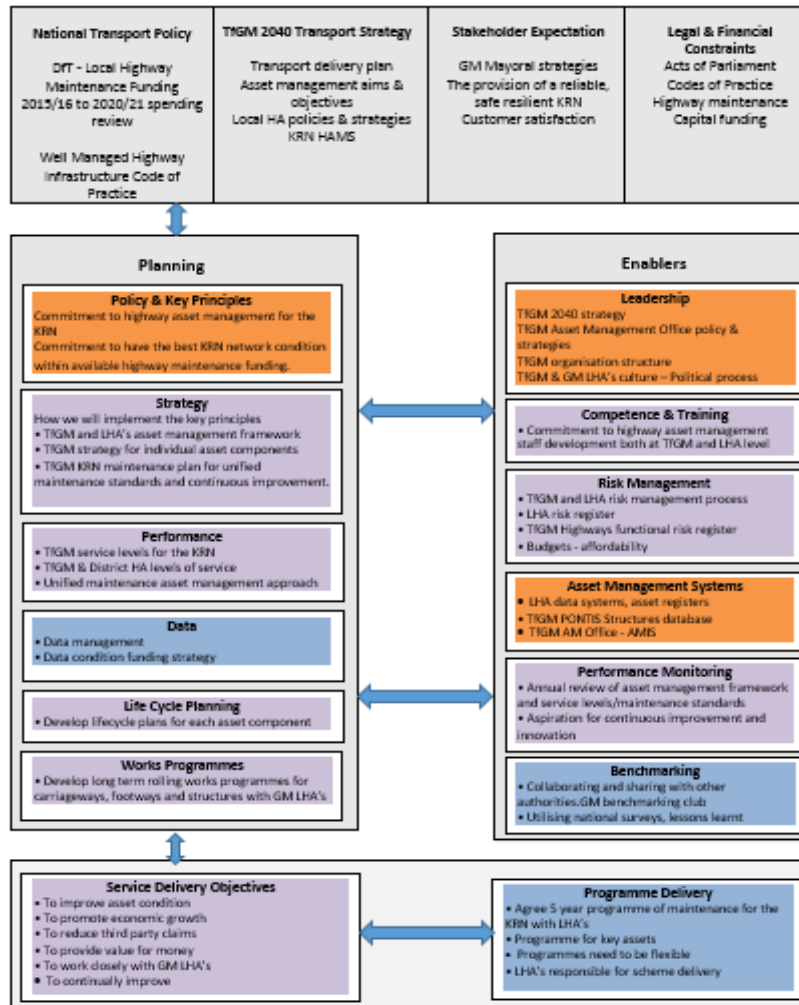 National Transport Policy
DfT - Local Highway
Maintenance Funding
2015/16 to 2020/21 spending
review
Well Managed Highway
Infrastructure Code of
Practice
TfGM 2040 Transport Strategy
Transport delivery plan
Asset management aims &
objectives
Local HA policies & strategies
KRN HAMS
Stakeholder Expectation
GM Mayoral strategies
The provision of a reliable,
safe resilient KRN
Customer satisfaction
Legal & Financial
Constraints
Acts of Parliament
Codes of Practice
Highway maintenance
Capital funding
Planning
Policy & Key Principles
Commitment to highway asset management for the
KRN
Commitment to have the best KRN network condition
within available highway maintenance funding.
Strategy
How we will implement the key principles
• TfGM and LHA's asset management framework
• TfGM strategy for individual asset components
• TfGM KRN maintenance plan for unified
maintenance standards and continuous improvement.
Performance
• TfGM service levels for the KRN
• TfGM & District HA levels of service
• Unified maintenance asset management approach
Data
• Data management
• Data condition funding strategy
Life Cycle Planning
• Develop lifecycle plans for each asset component
Works Programmes
• Develop long term rolling works programmes for
carriageways, footways and structures with GM LHA's
Enablers
Leadership
TfGM 2040 strategy
TfGM Asset Management Office policy &
strategies
TfGM organisation structure
TfGM & GM LHA's culture – Political process
Competence & Training
• Commitment to highway asset management
staff development both at TfGM and LHA level
Risk Management
• TfGM and LHA risk management process
• LHA risk register
• TfGM Highways functional risk register
• Budgets - affordability
Asset Management Systems
• LHA data systems, asset registers
• TfGM PONTIS Structures database
• TfGM AM Office - AMIS
Performance Monitoring
• Annual review of asset management framework
and service levels/maintenance standards
• Aspiration for continuous improvement and
innovation
Benchmarking
• Collaborating and sharing with other
authorities.GM benchmarking club
• Utilising national surveys, lessons learnt
Service Delivery Objectives
• To improve asset condition
• To promote economic growth
• To reduce third party claims
• To provide value for money
• To work closely with GM LHA's
• To continually improve
Programme Delivery
• Agree 5 year programme of maintenance for the
KRN with LHA's
• Programme for key assets
• Programmes need to be flexible
• LHA's responsible for scheme delivery